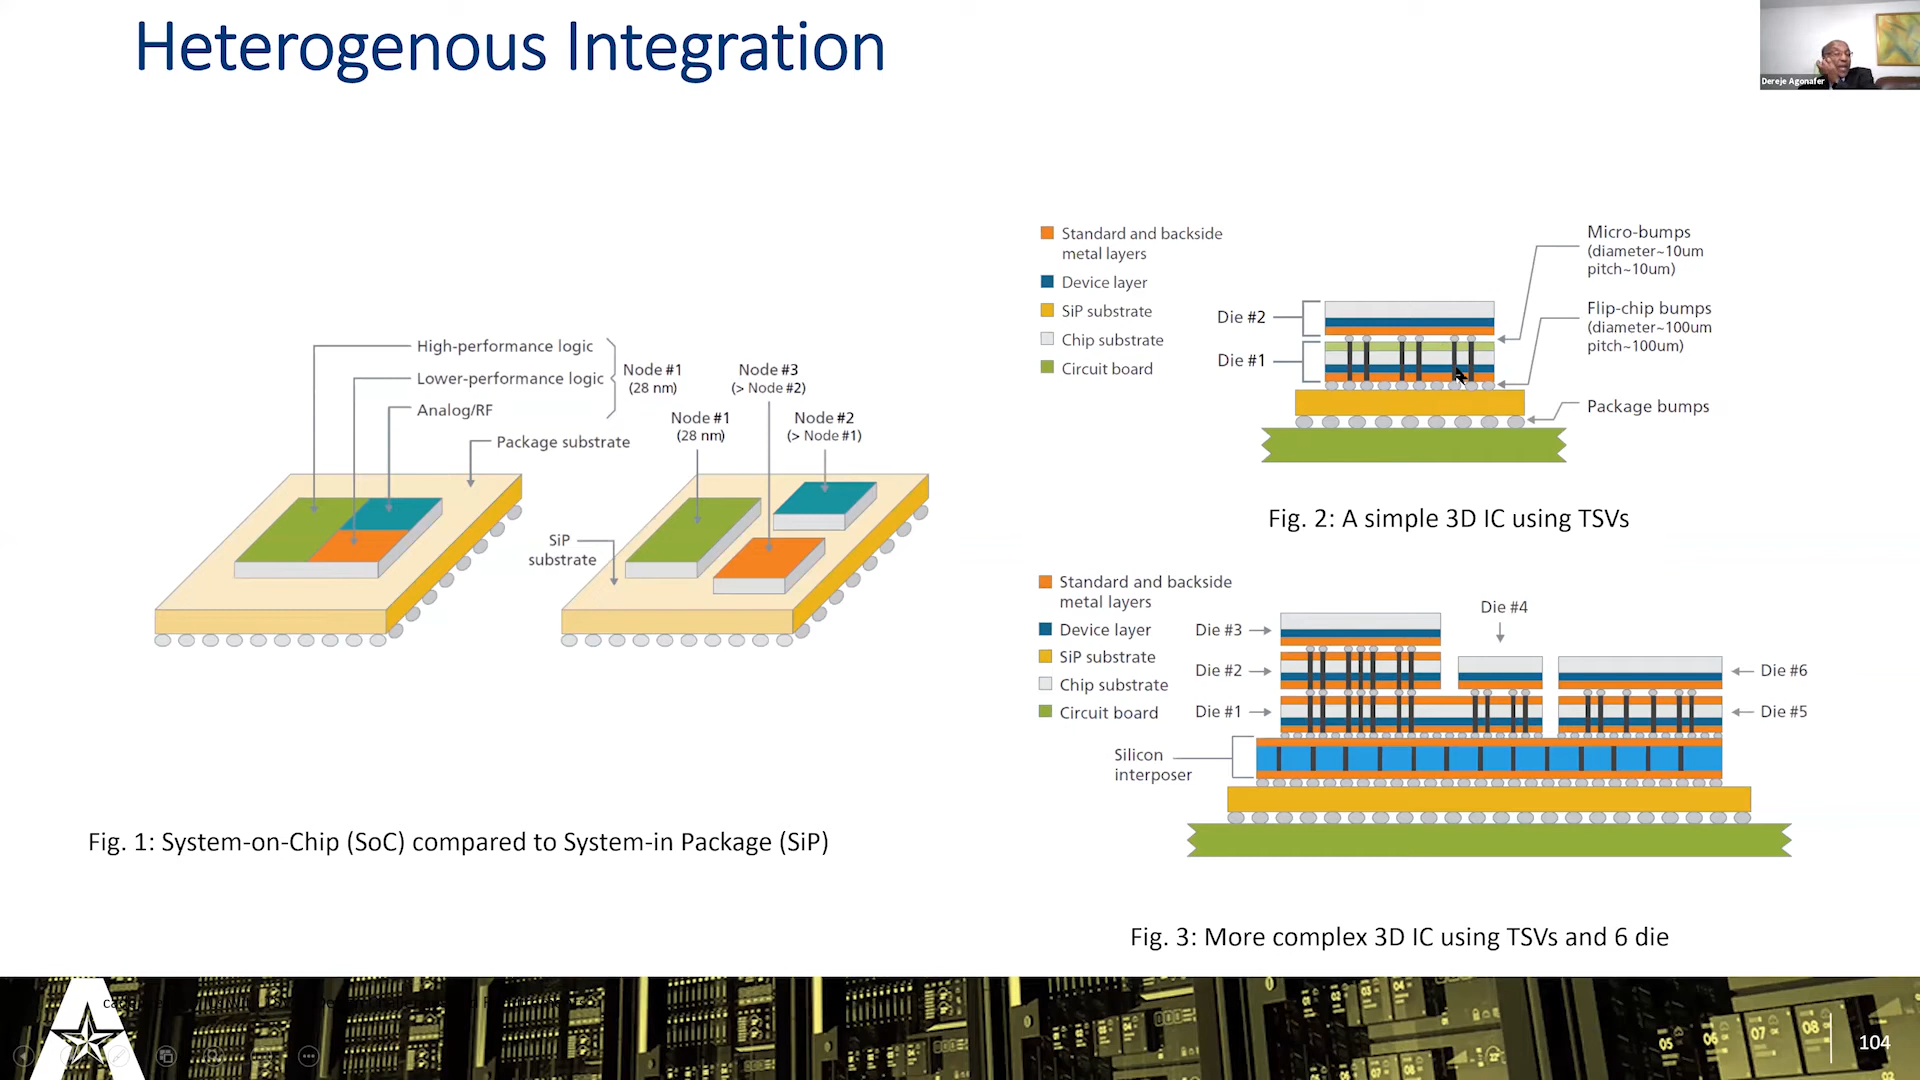 Heterogenous Integration
Dereje Agonafer
High-performance logic
Lower-performance logic
Analog/RF
Node #1
(28 nm)
Package substrate
Node #3
(> Node #2)
Node #1
(28 nm)
Node #2
(> Node #1)
SiP
substrate
Fig. 1: System-on-Chip (SoC) compared to System-in Package (SiP)
Standard and backside
metal layers
Device layer
SiP substrate
Chip substrate
Circuit board
Die #2
Die #1
Micro-bumps
(diameter~10um
pitch~10um)
Flip-chip bumps
(diameter~100um
pitch~100um)
Package bumps
Fig. 2: A simple 3D IC using TSVs
Standard and backside
metal layers
Device layer
SiP substrate
Chip substrate
Circuit board
Die #3
Die #2
Die #1
Die #4
Die #6
Die #5
Silicon
interposer
Fig. 3: More complex 3D IC using TSVs and 6 die
05
06
07
08
104